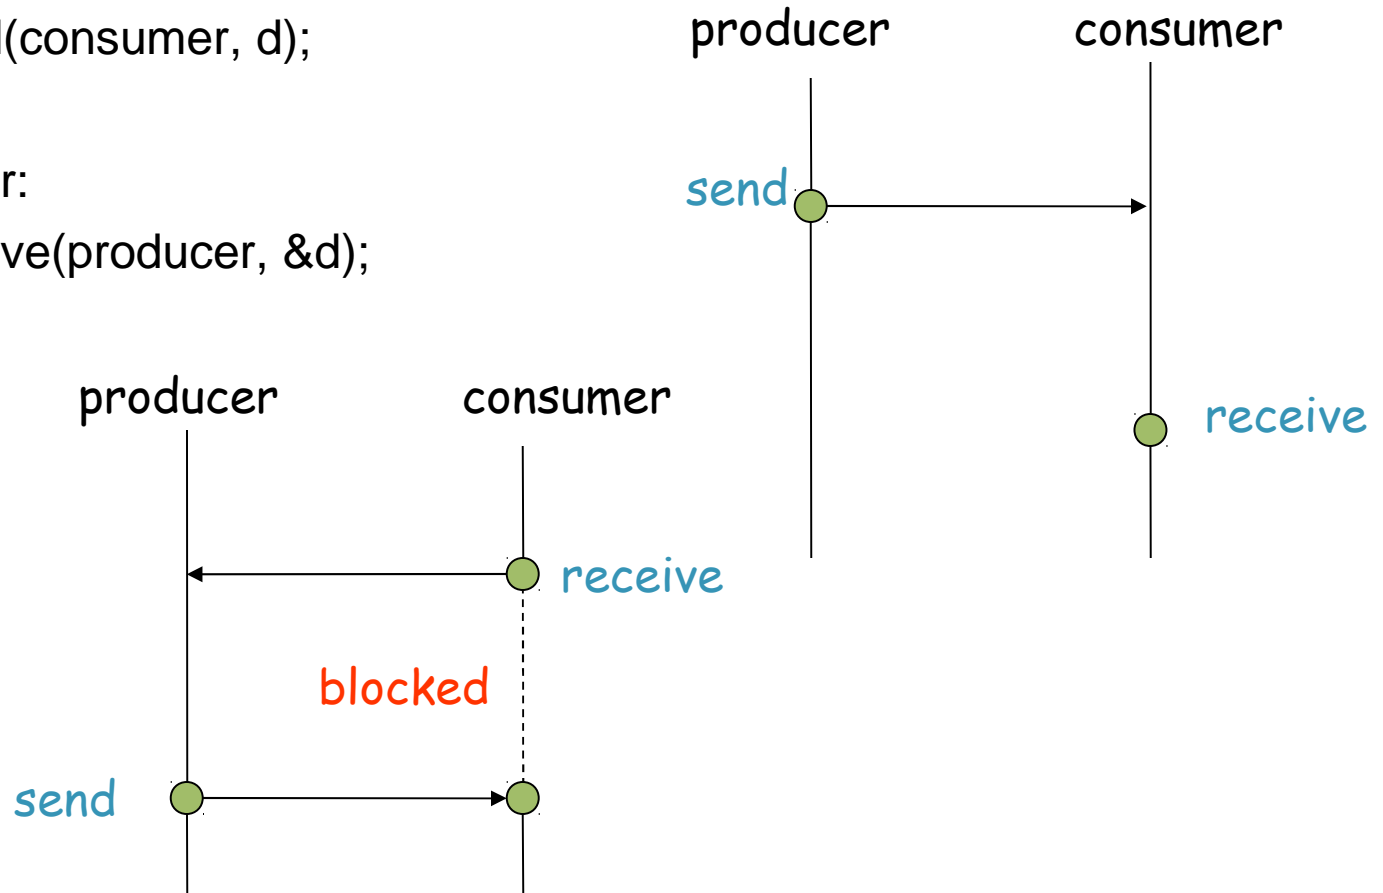 l(consumer, d);
r:
ve(producer, &d);
producer consumer
send
receive
producer consumer
receive
blocked
send